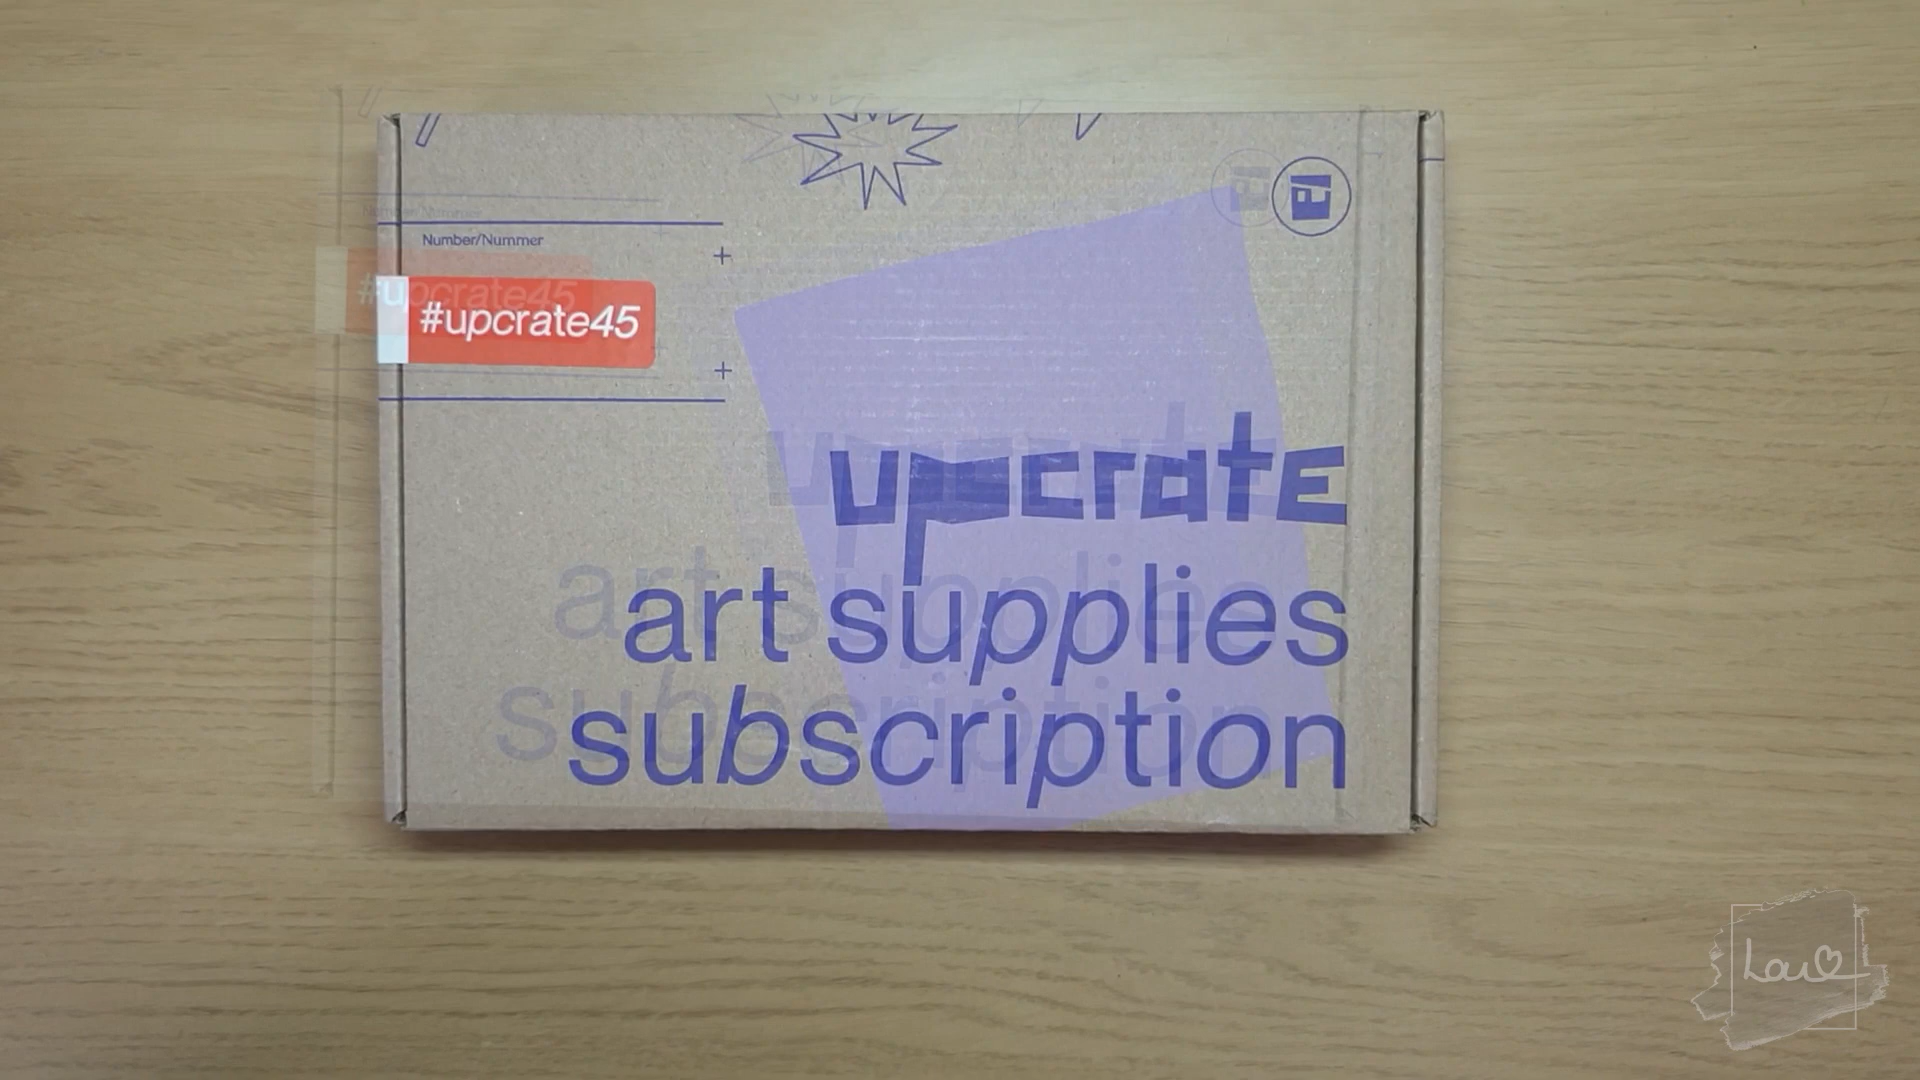 Number/Nummer
#upcrate45
upcrate
art supplies
subscription